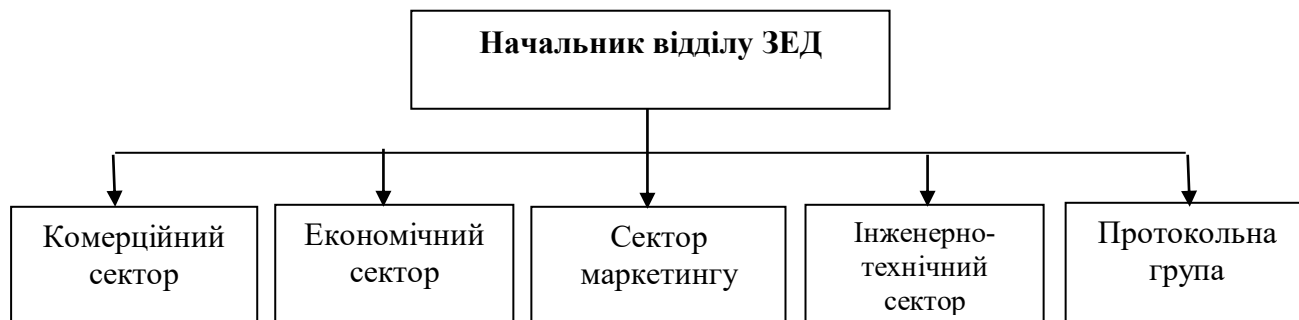 Начальник відділу ЗЕД
Комерційний
сектор
Економічний
сектор
Сектор
маркетингу
Інженерно-
технічний
сектор
Протокольна
група